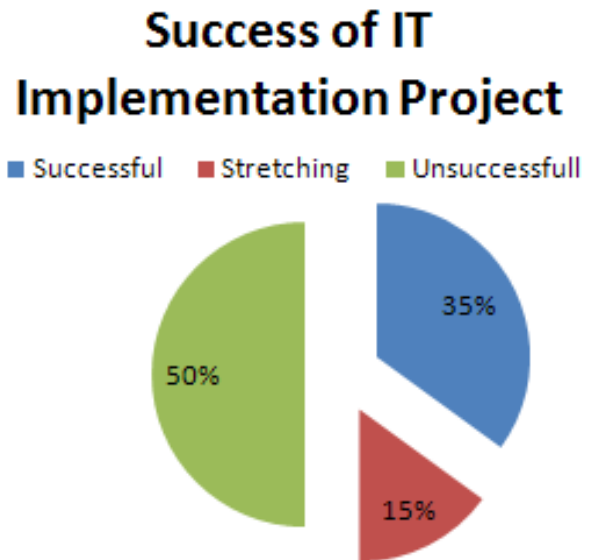 Success of IT
Implementation Project
Successful Stretching Unsuccessfull
35%
50%
15%